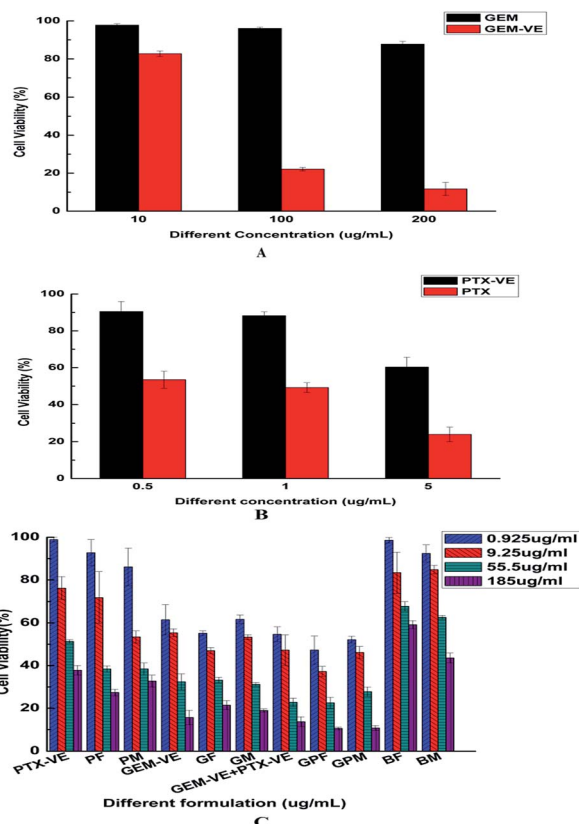 100
80
60
40
20
0
Cell Viability (%)
GEM
GEM-VE
10 100 200
Different Concentration (ug/mL)
A
100
80
60
40
20
0
Cell Viability (%)
PTX-VE
PTX
0.5 1 5
Different concentration (ug/mL)
B
100
80
60
40
20
0
Cell Viability(%)
0.925ug/ml
9.25ug/ml
55.5ug/ml
185ug/ml
PTX-VE PF PM GEM-VE GF GM GEM-VE+PTX-VE GPF GPM BF BM
Different formulation (ug/mL)
C